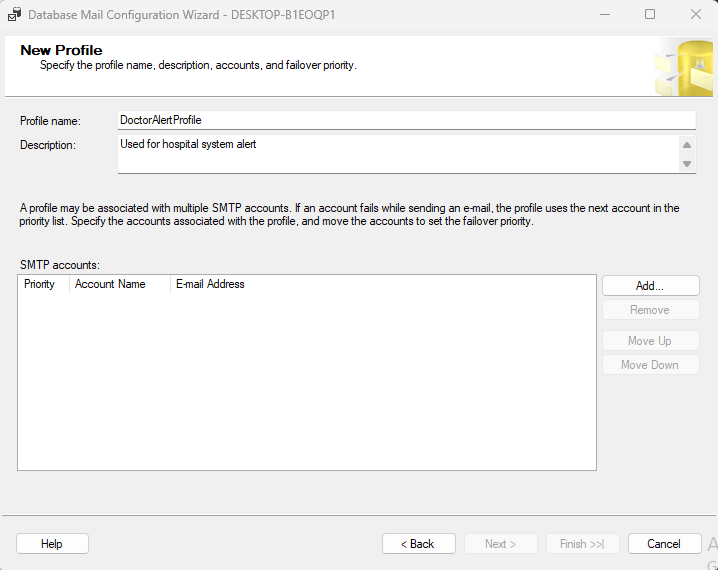 Database Mail Configuration Wizard - DESKTOP-B1EOQP1
New Profile
Specify the profile name, description, accounts, and failover priority.
Profile name: DoctorAlertProfile
Description: Used for hospital system alert
A profile may be associated with multiple SMTP accounts. If an account fails while sending an e-mail, the profile uses the next account in the
priority list. Specify the accounts associated with the profile, and move the accounts to set the failover priority.
SMTP accounts:
Priority Account Name E-mail Address
Add...
Remove
Move Up
Move Down
Help < Back Next > Finish >>| Cancel